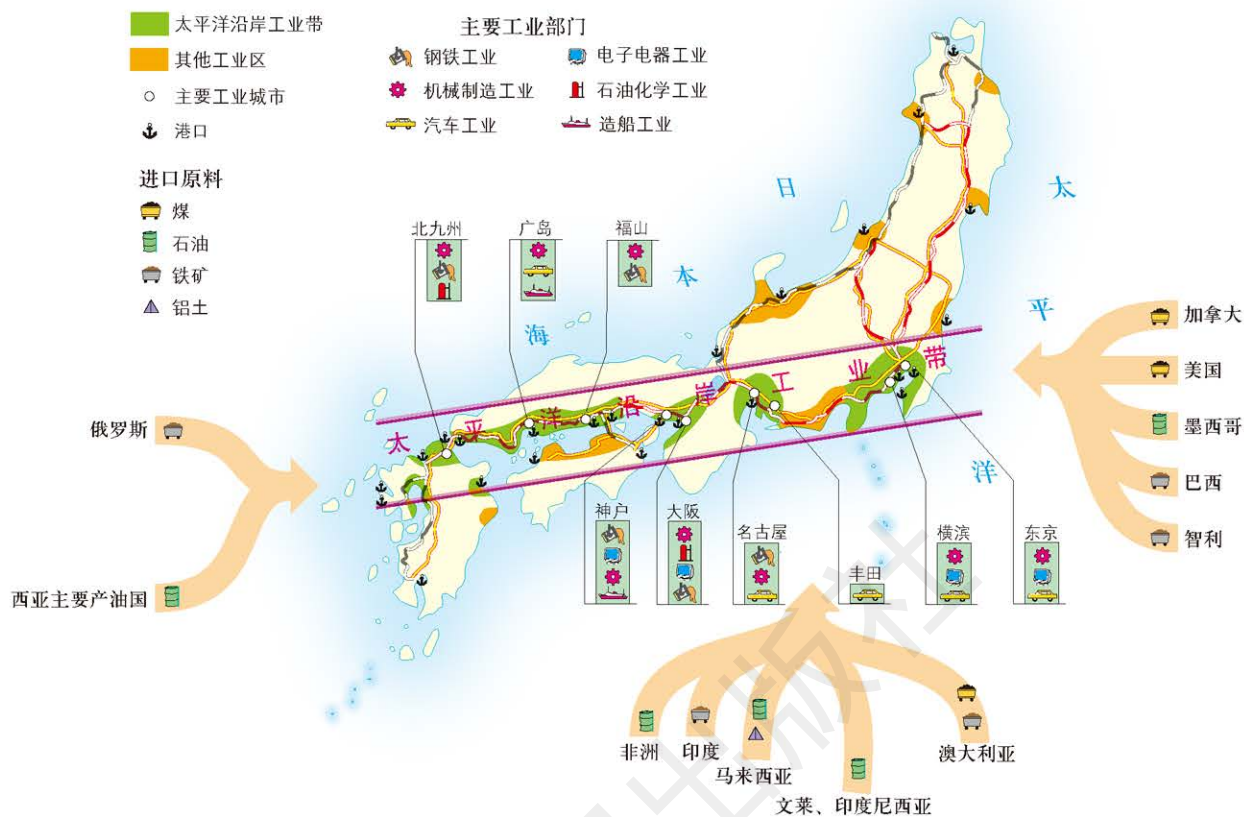 太平洋沿岸工业带
其他工业区
主要工业城市
港口
进口原料
煤
石油
铁矿
铝土
主要工业部门
钢铁工业
电子电器工业
机械制造工业
石油化学工业
汽车工业
造船工业
日本海
太平洋
北九州
广岛
福山
太平洋沿岸工业带
加拿大
美国
墨西哥
巴西
智利
俄罗斯
西亚主要产油国
神户
大阪
名古屋
丰田
横滨
东京
非洲
印度
马来西亚
文莱、印度尼西亚
澳大利亚
出版社